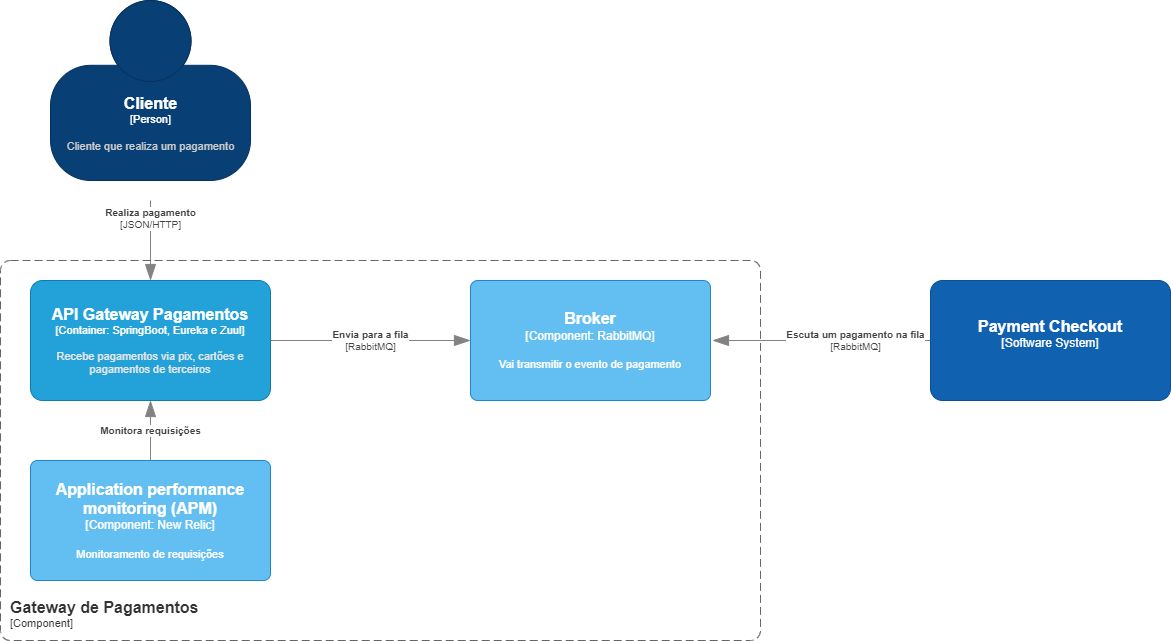 Cliente
[Person]
Cliente que realiza um pagamento
Realiza pagamento
[JSON/HTTP]
API Gateway Pagamentos
[Container: SpringBoot, Eureka e Zuul]
Recebe pagamentos via pix, cartões e
pagamentos de terceiros
Envia para a fila
[RabbitMQ]
Broker
[Component: RabbitMQ]
Vai transmitir o evento de pagamento
Escuta um pagamento na fila
[RabbitMQ]
Payment Checkout
[Software System]
Monitora requisições
Application performance
monitoring (APM)
[Component: New Relic]
Monitoramento de requisições
Gateway de Pagamentos
[Component]